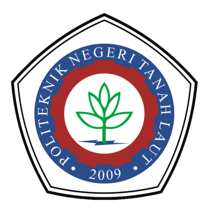 POLITEKNIK NEGERI TANAH LAUT
2009